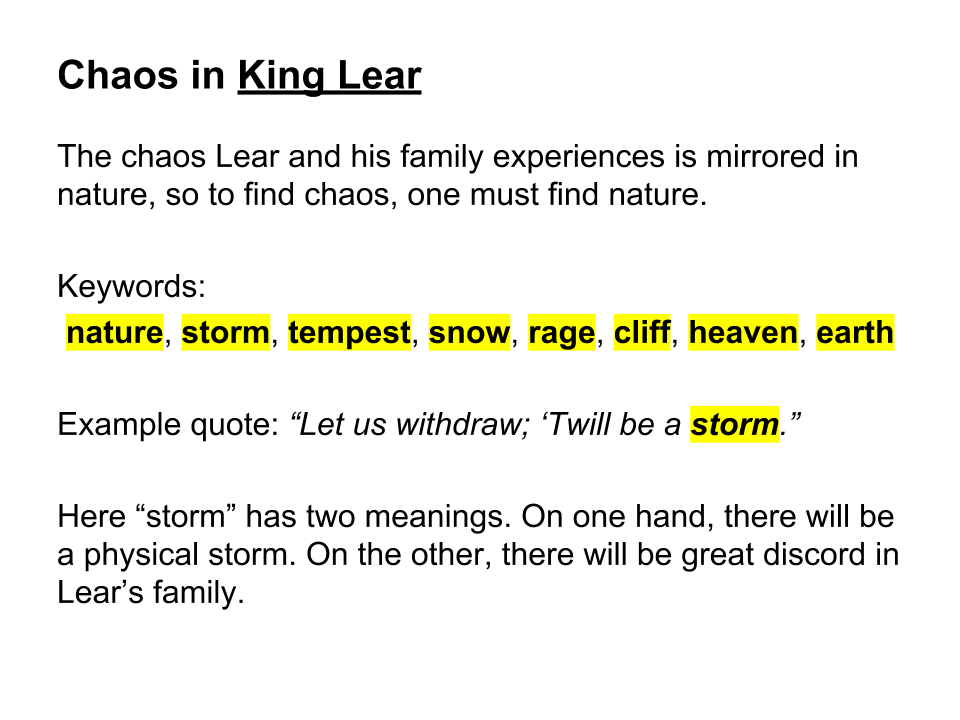 Chaos in King Lear
The chaos Lear and his family experiences is mirrored in
nature, so to find chaos, one must find nature.
Keywords:
nature, storm, tempest, snow, rage, cliff, heaven, earth
Example quote: “Let us withdraw; ‘Twill be a storm.”
Here “storm” has two meanings. On one hand, there will be
a physical storm. On the other, there will be great discord in
Lear’s family.